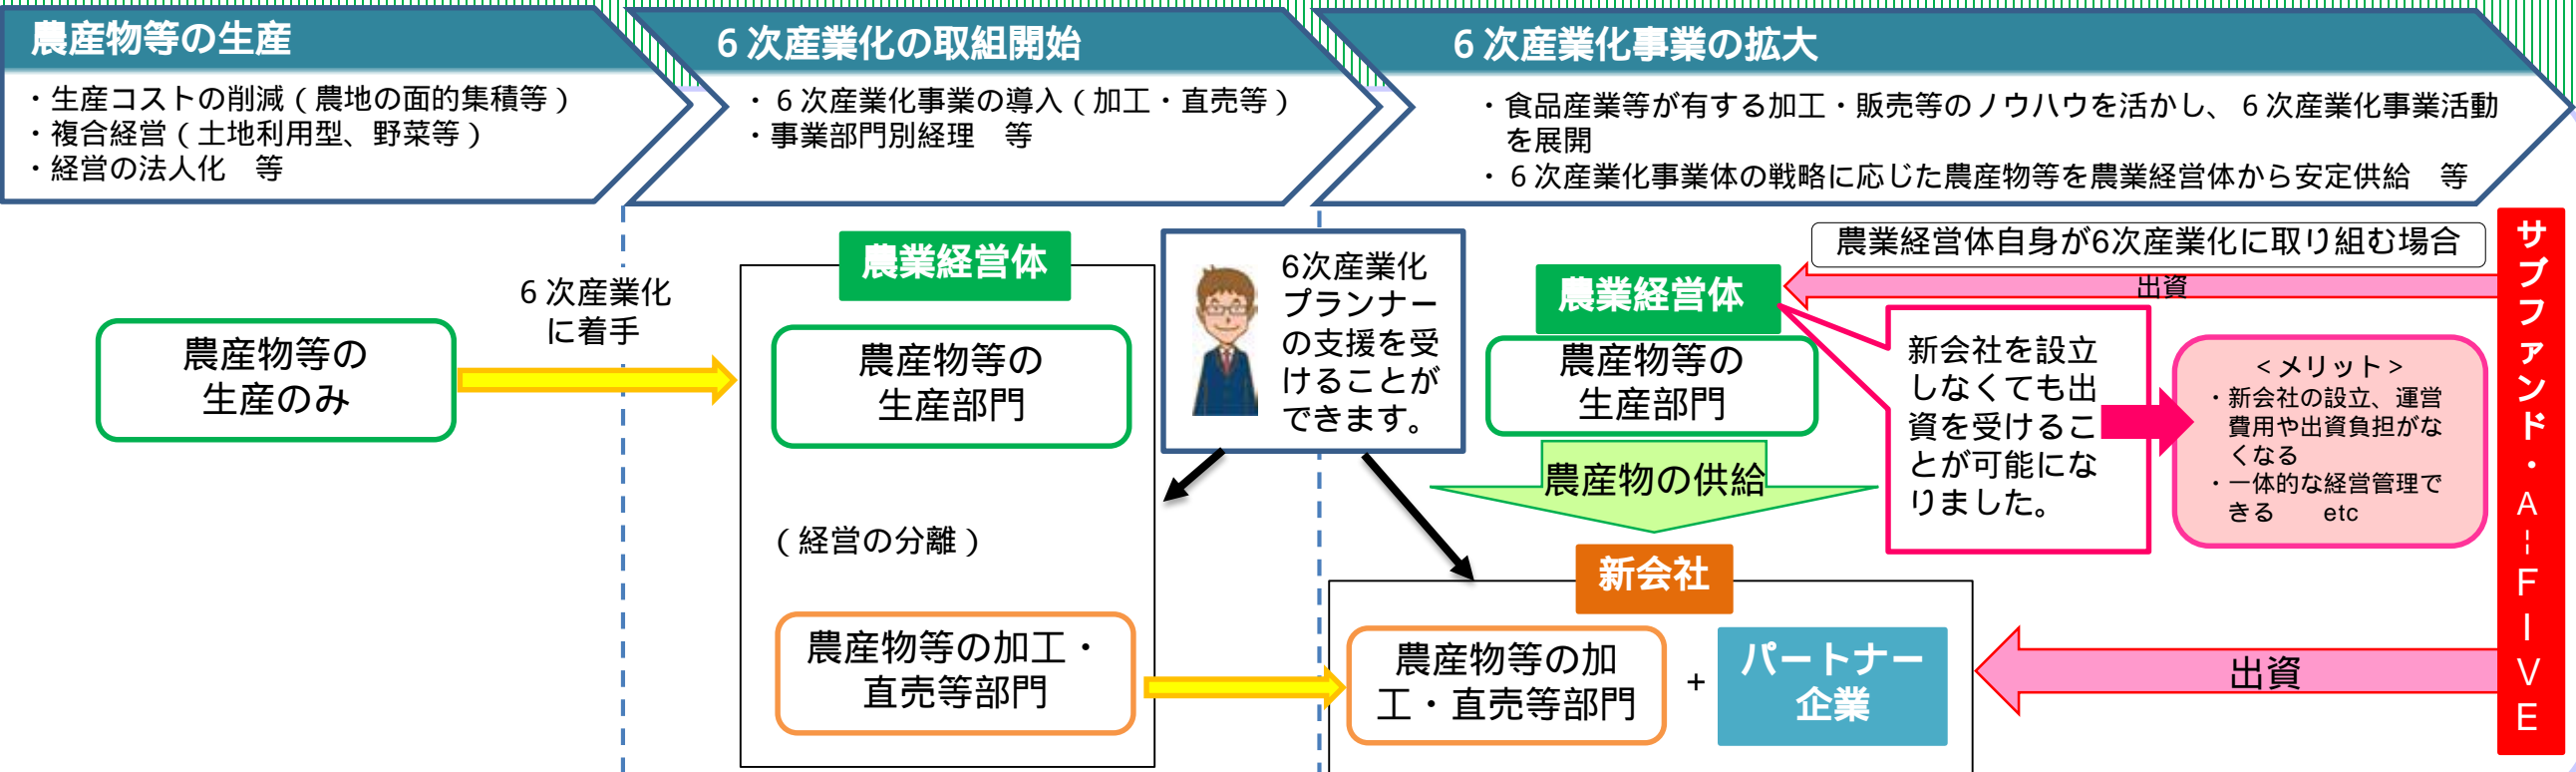 農産物等の生産
・生産コストの削減（農地の面的集積等）
・複合経営（土地利用型、野菜等）
・経営の法人化　等
６次産業化の取組開始
・６次産業化事業の導入（加工・直売等）
・事業部門別経理　等
６次産業化事業の拡大
・食品産業等が有する加工・販売等のノウハウを活かし、６次産業化事業活動
を展開
・６次産業化事業体の戦略に応じた農産物等を農業経営体から安定供給　等
農産物等の
生産のみ
６次産業化
に着手
農業経営体
農産物等の
生産部門
（経営の分離）
農産物等の加工・
直売等部門
6次産業化
プランナー
の支援を受
けることが
できます。
農業経営体自身が6次産業化に取り組む場合
出資
農業経営体
農産物等の
生産部門
農産物の供給
新会社を設立
しなくても出
資を受けるこ
とが可能にな
りました。
＜メリット＞
・新会社の設立、運営
費用や出資負担がな
くなる
・一体的な経営管理で
きる　　etc
新会社
農産物等の加
工・直売等部門
+
パートナー
企業
出資
サブファンド・A-FIVE